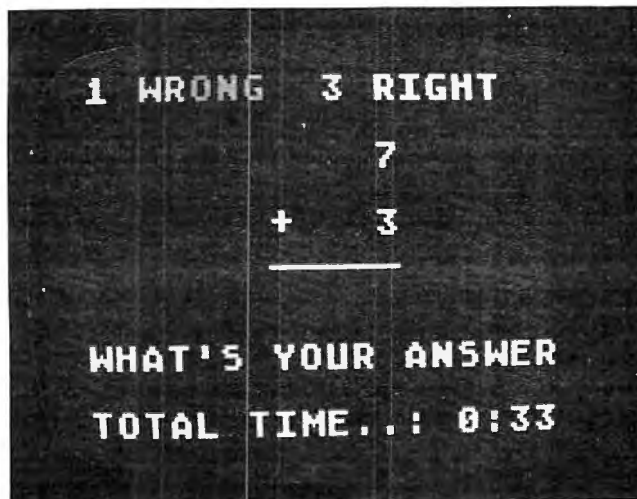 1 WRONG 3 RIGHT
7
+ 3
WHAT'S YOUR ANSWER
TOTAL TIME..: 0:33